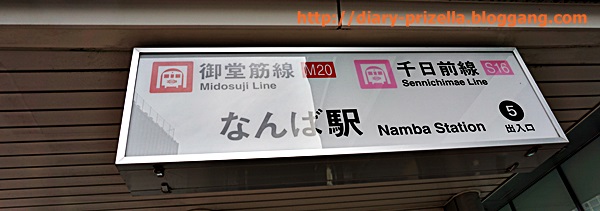 http://diary-prizella.bloggang.com
御堂筋線 M20 千日前線 S16
Midosuji Line Sennichimae Line
なんば駅 Namba Station 5
出入口